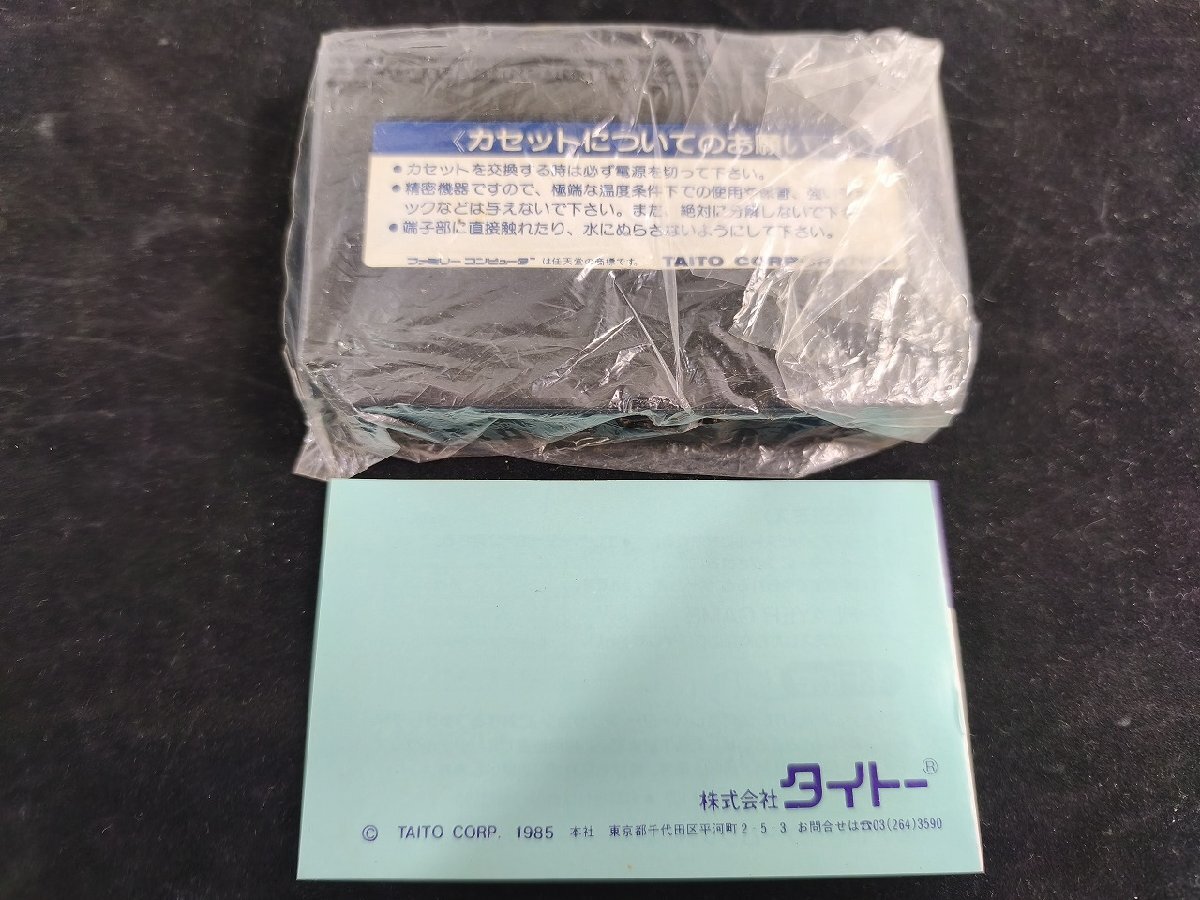 《カセットについてのお願い
●カセットを交換する時は必ず電源を切って下さい。
●精密機器ですので、極端な温度条件下での使用や保管、強い
ックなどは与えないで下さい。また、絶対に分解しないで下
●端子部に直接触れたり、水にぬらさないようにして下さい。
ファミリー コンピュータ™ は任天堂の商標です。 TAITO CORP
株式会社 タイトー®
© TAITO CORP. 1985 本社 東京都千代田区平河町2-5-3 お問合せは☎03(264)3590